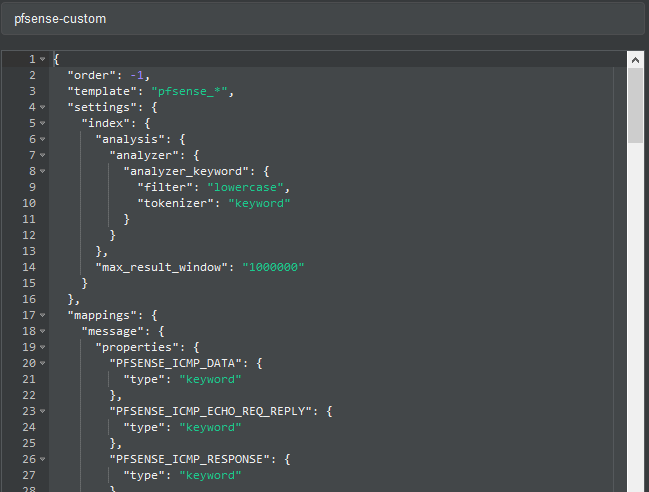 pfsense-custom
1 {
2 "order": -1,
3 "template": "pfsense_*",
4 "settings": {
5 "index": {
6 "analysis": {
7 "analyzer": {
8 "analyzer_keyword": {
9 "filter": "lowercase",
10 "tokenizer": "keyword"
11 }
12 }
13 },
14 "max_result_window": "1000000"
15 }
16 },
17 "mappings": {
18 "message": {
19 "properties": {
20 "PFSENSE_ICMP_DATA": {
21 "type": "keyword"
22 },
23 "PFSENSE_ICMP_ECHO_REQ_REPLY": {
24 "type": "keyword"
25 },
26 "PFSENSE_ICMP_RESPONSE": {
27 "type": "keyword"
28 }